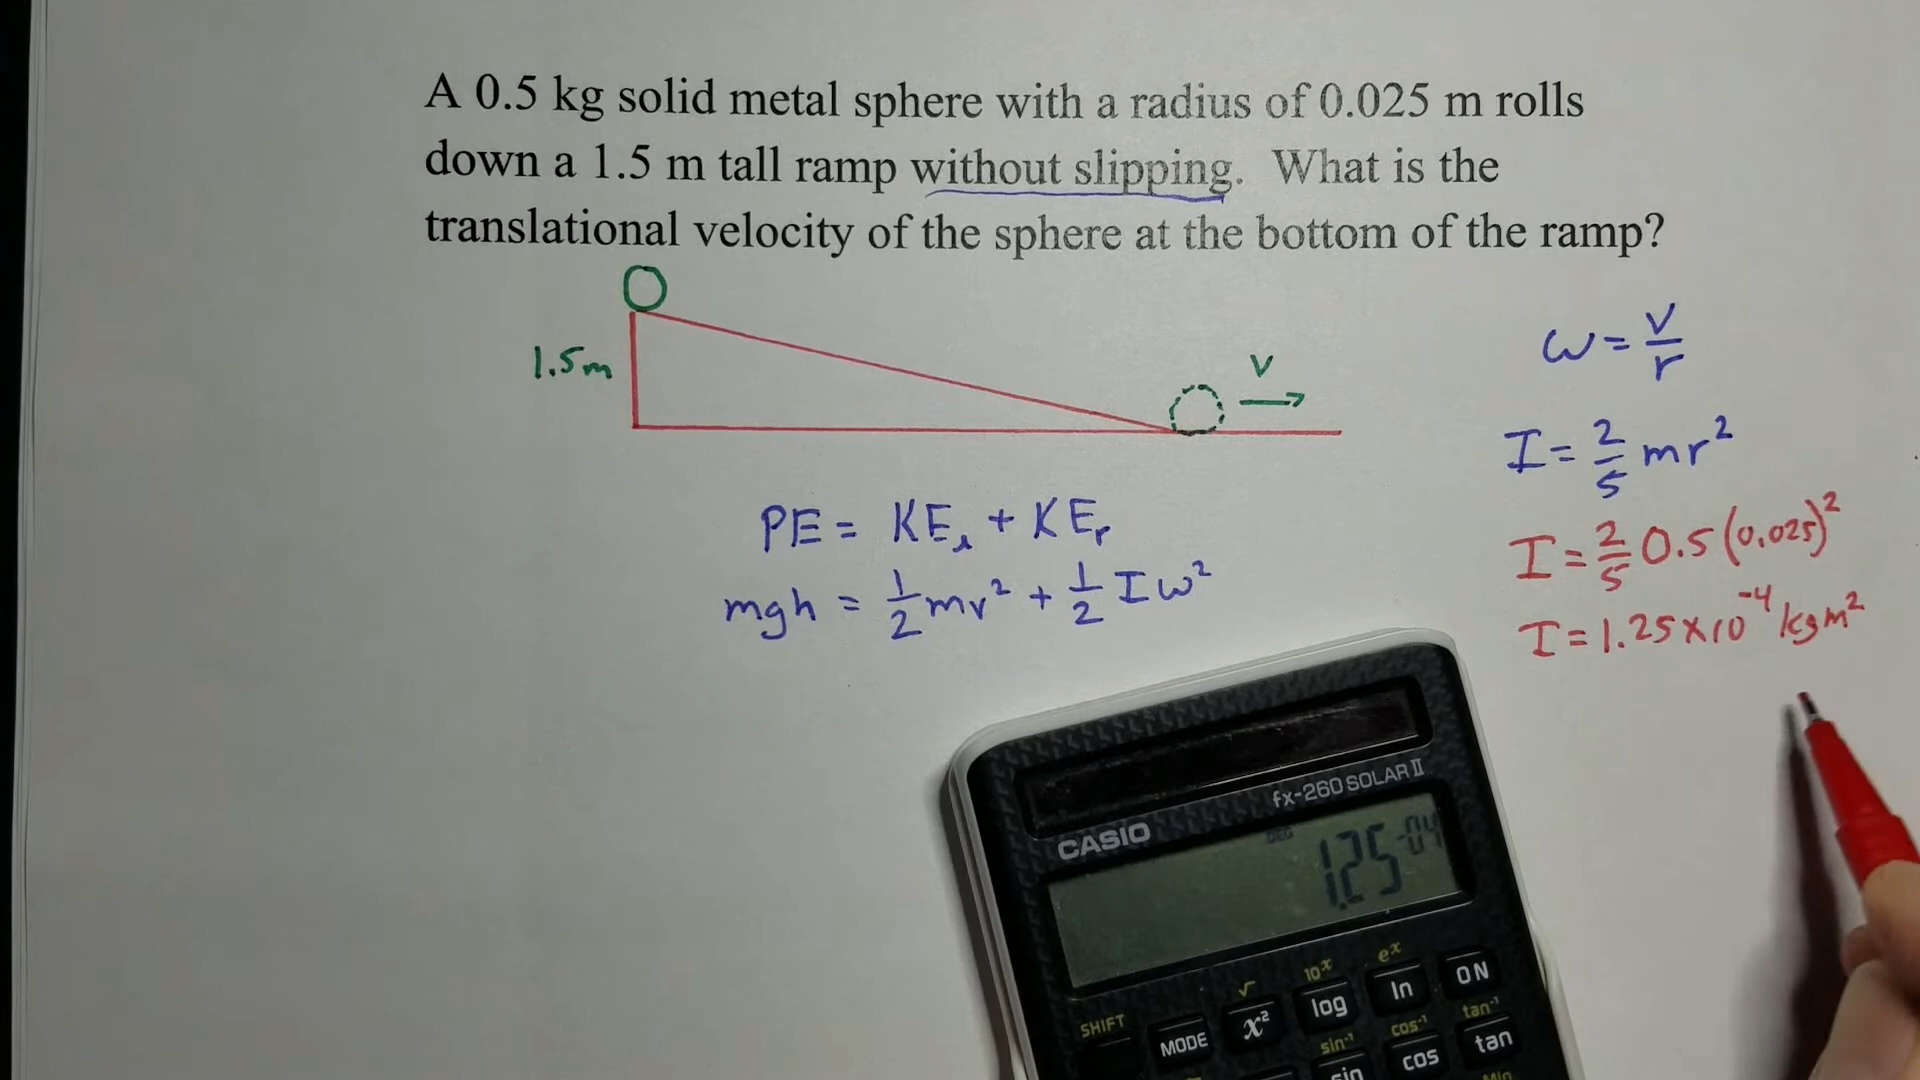 A 0.5 kg solid metal sphere with a radius of 0.025 m rolls
down a 1.5 m tall ramp without slipping. What is the
translational velocity of the sphere at the bottom of the ramp?
1.5m
V
ω = v/r
I = 2/5 mr²
I = 2/5 0.5 (0.025)²
I = 1.25 × 10⁻⁴ kgm²
PE = KEₗ + KEᵣ
mgh = 1/2 mv² + 1/2 Iω²
fx-260 SOLAR II
CASIO
DEG
1.25 -04
√ 10ˣ eˣ
SHIFT MODE x² log ln ON
sin⁻¹ cos⁻¹ tan⁻¹
sin cos tan
Min